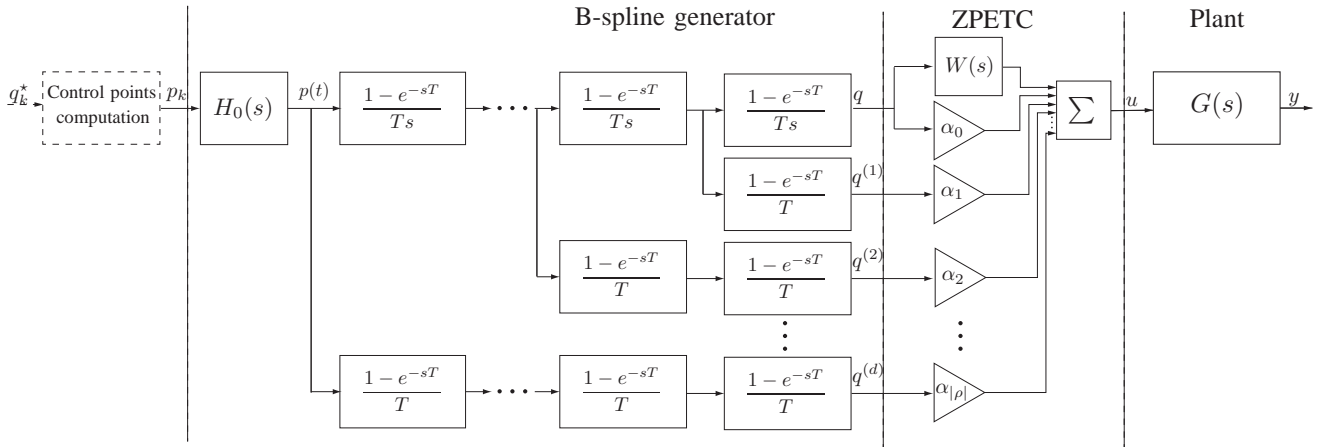 B-spline generator
ZPETC
Plant
q_k^⋆
Control points
computation
p_k
H_0(s)
p(t)
1 − e^{−sT}
Ts
1 − e^{−sT}
Ts
1 − e^{−sT}
Ts
q
W(s)
α_0
∑
u
G(s)
y
1 − e^{−sT}
T
q^{(1)}
α_1
1 − e^{−sT}
T
1 − e^{−sT}
T
q^{(2)}
α_2
1 − e^{−sT}
T
1 − e^{−sT}
T
1 − e^{−sT}
T
q^{(d)}
α_{|ρ|}